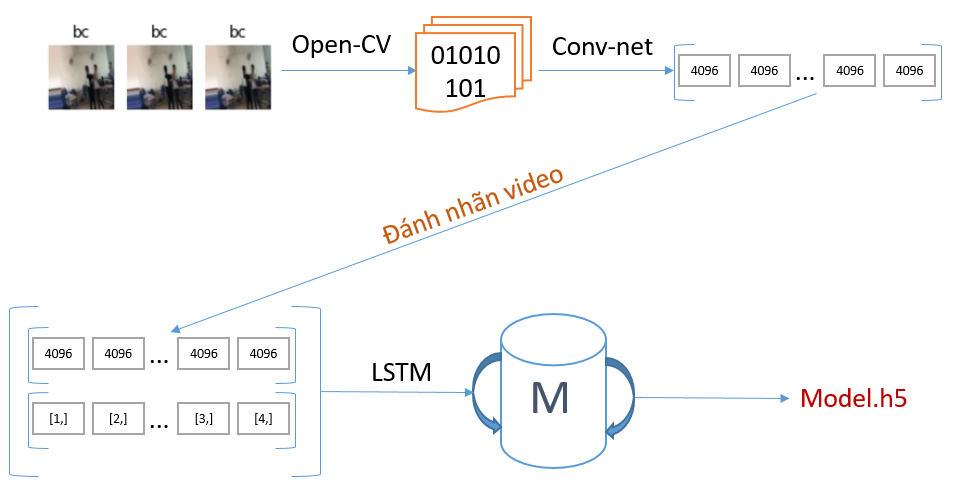 bc bc bc
Open-CV
01010
101
Conv-net
4096 4096 ... 4096 4096
Đánh nhãn video
4096 4096 ... 4096 4096
[1,] [2,] ... [3,] [4,]
LSTM
M
Model.h5